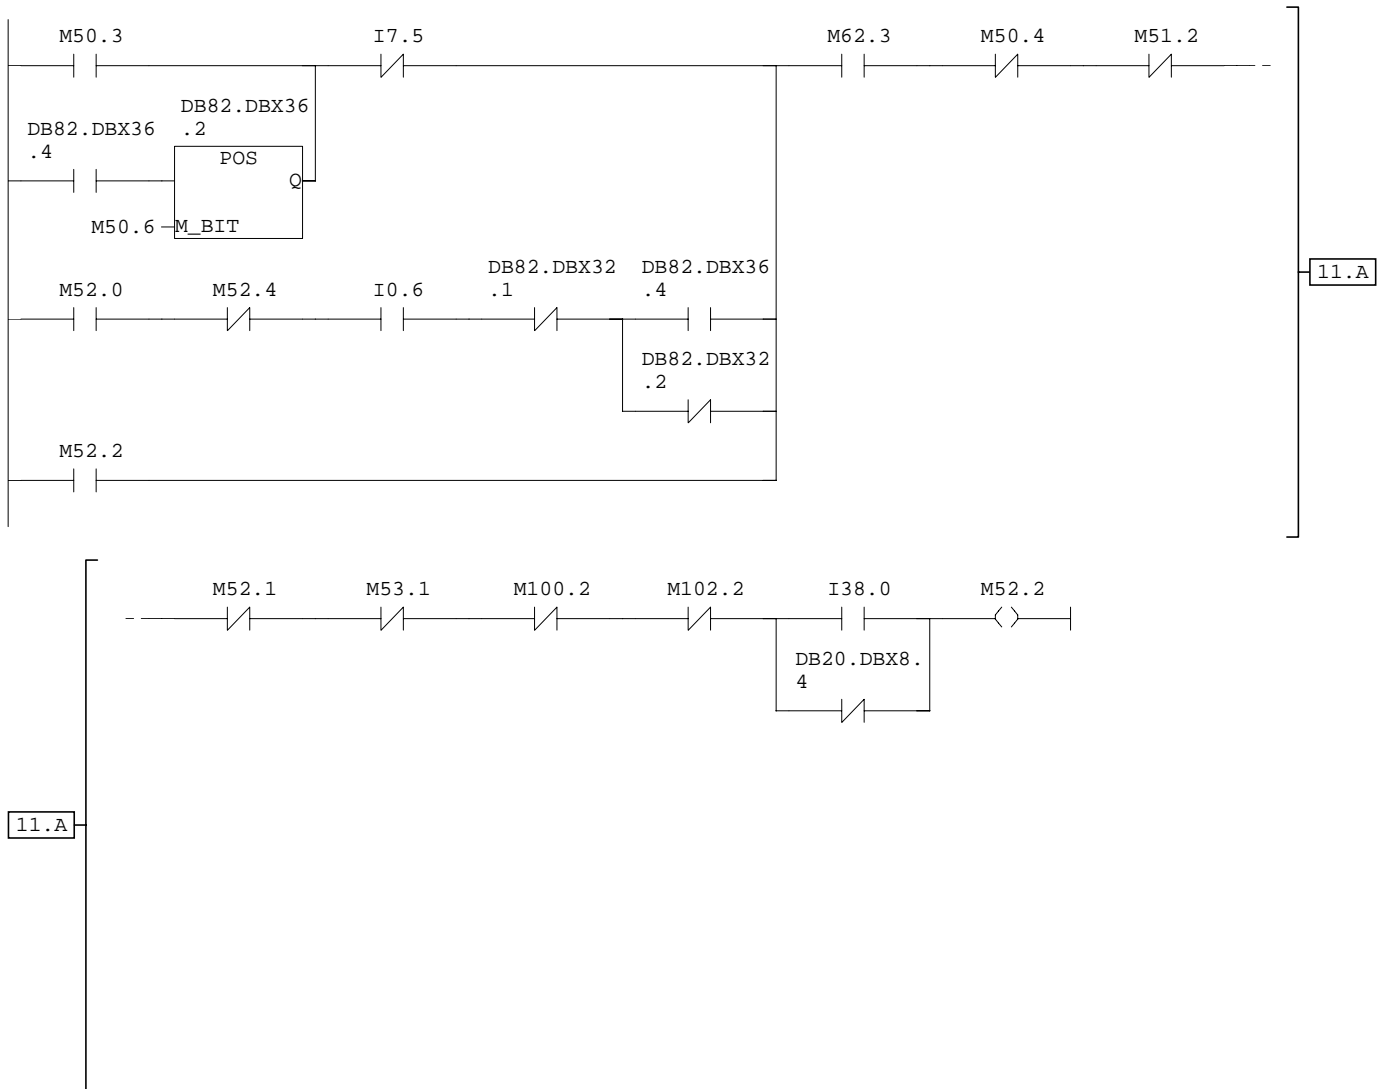 M50.3
I7.5
M62.3
M50.4
M51.2
DB82.DBX36
.2
DB82.DBX36
.4
POS
Q
M50.6
M_BIT
11.A
M52.0
M52.4
I0.6
DB82.DBX32
.1
DB82.DBX36
.4
DB82.DBX32
.2
M52.2
M52.1
M53.1
M100.2
M102.2
I38.0
M52.2
DB20.DBX8.
4
11.A